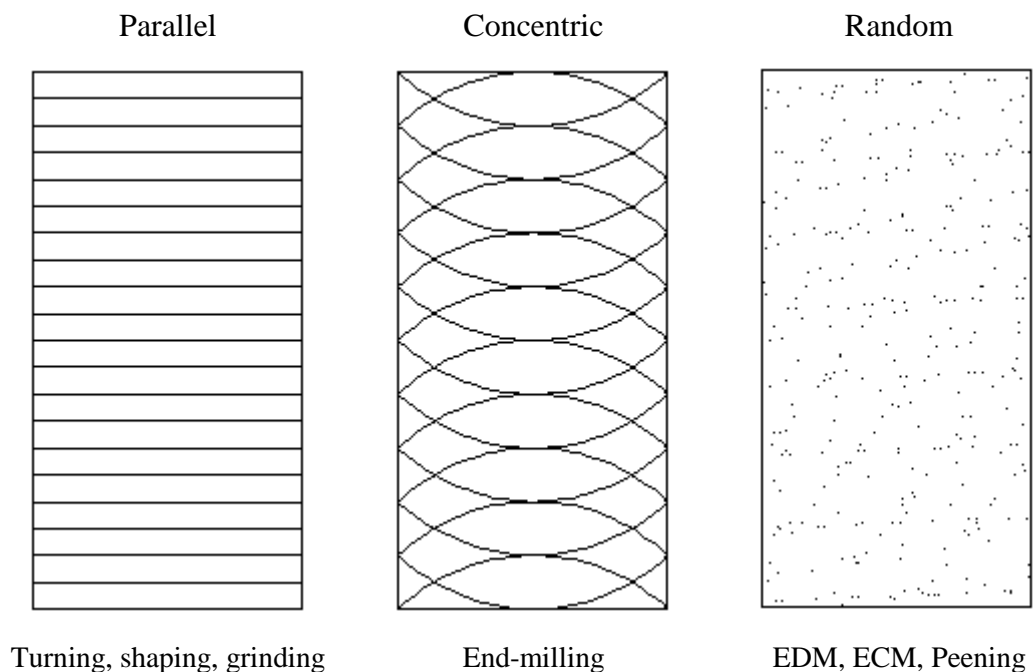 Parallel
Concentric
Random
Turning, shaping, grinding
End-milling
EDM, ECM, Peening